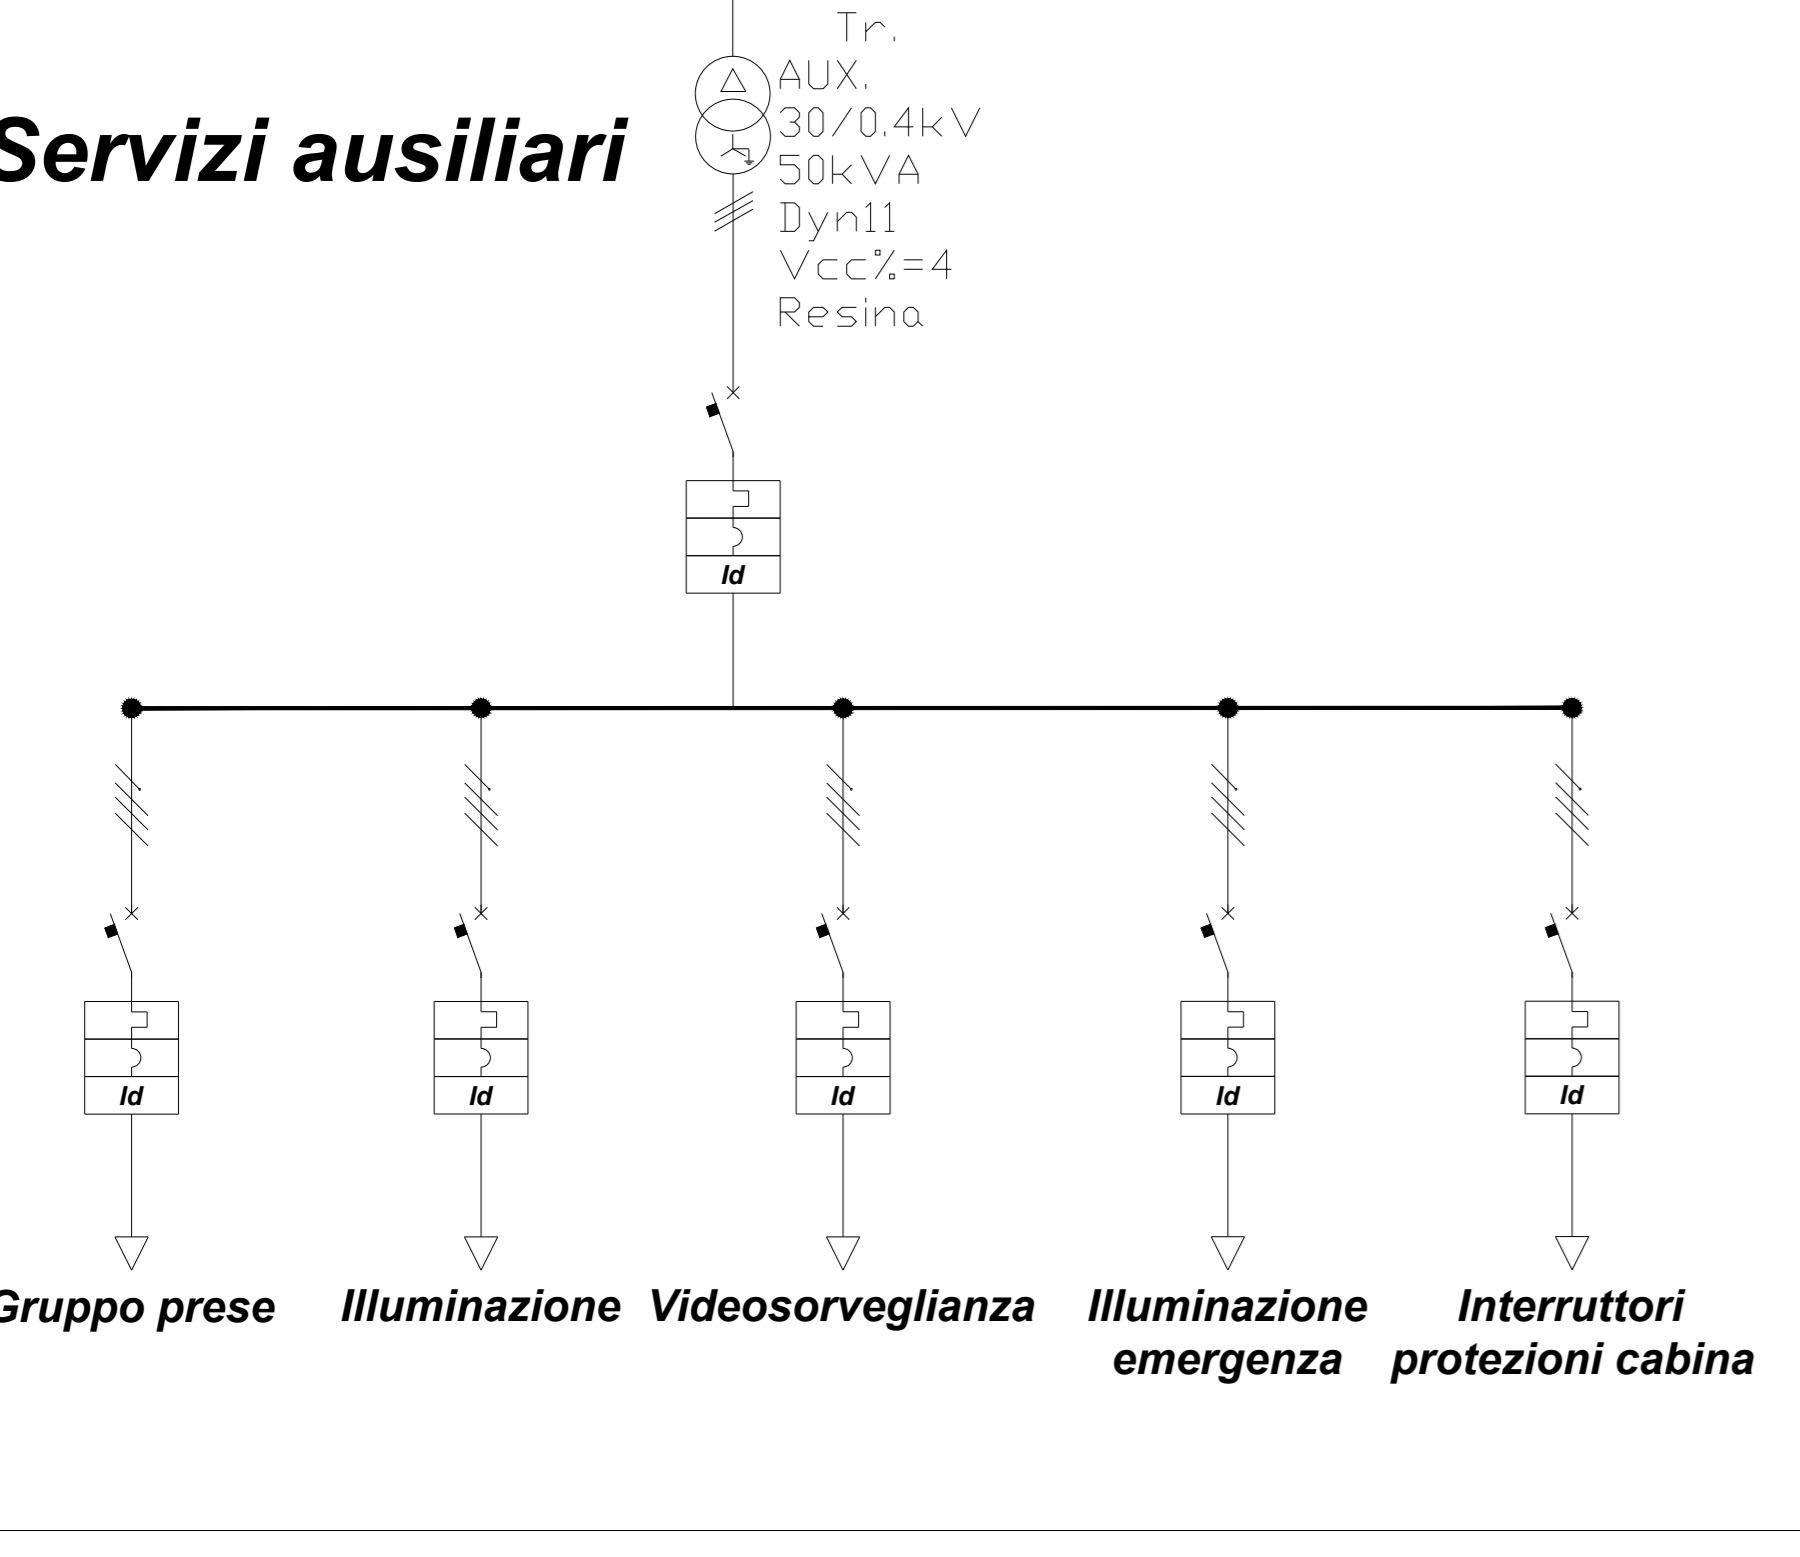 Tr.
AUX.
30/0.4kV
50kVA
Dyn11
Vcc%=4
Resina
Servizi ausiliari
Id
Id
Id
Id
Id
Id
Gruppo prese
Illuminazione
Videosorveglianza
Illuminazione
emergenza
Interruttori
protezioni cabina